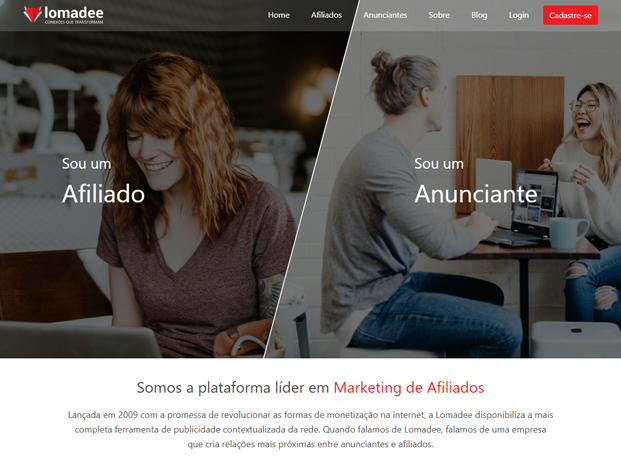 lomadee
CONEXÕES QUE TRANSFORMAM
Home Afiliados Anunciantes Sobre Blog Login Cadastre-se
Sou um
Afiliado
Sou um
Anunciante
Somos a plataforma líder em Marketing de Afiliados
Lançada em 2009 com a promessa de revolucionar as formas de monetização na internet, a Lomadee disponibiliza a mais
completa ferramenta de publicidade contextualizada da rede. Quando falamos de Lomadee, falamos de uma empresa
que cria relações mais próximas entre anunciantes e afiliados.